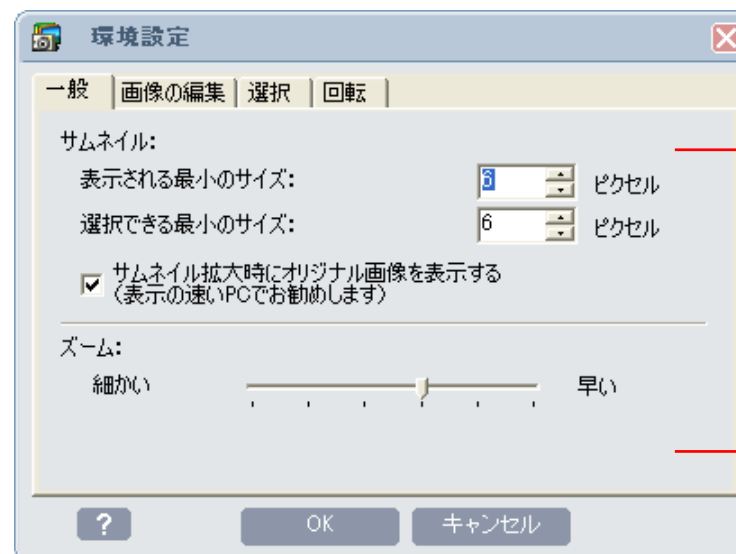 環境設定
一般 画像の編集 選択 回転
サムネイル:
表示される最小のサイズ: 6 ピクセル
選択できる最小のサイズ: 6 ピクセル
サムネイル拡大時にオリジナル画像を表示する
(表示の速いPCでお勧めします)
ズーム:
細かい 早い
? OK キャンセル